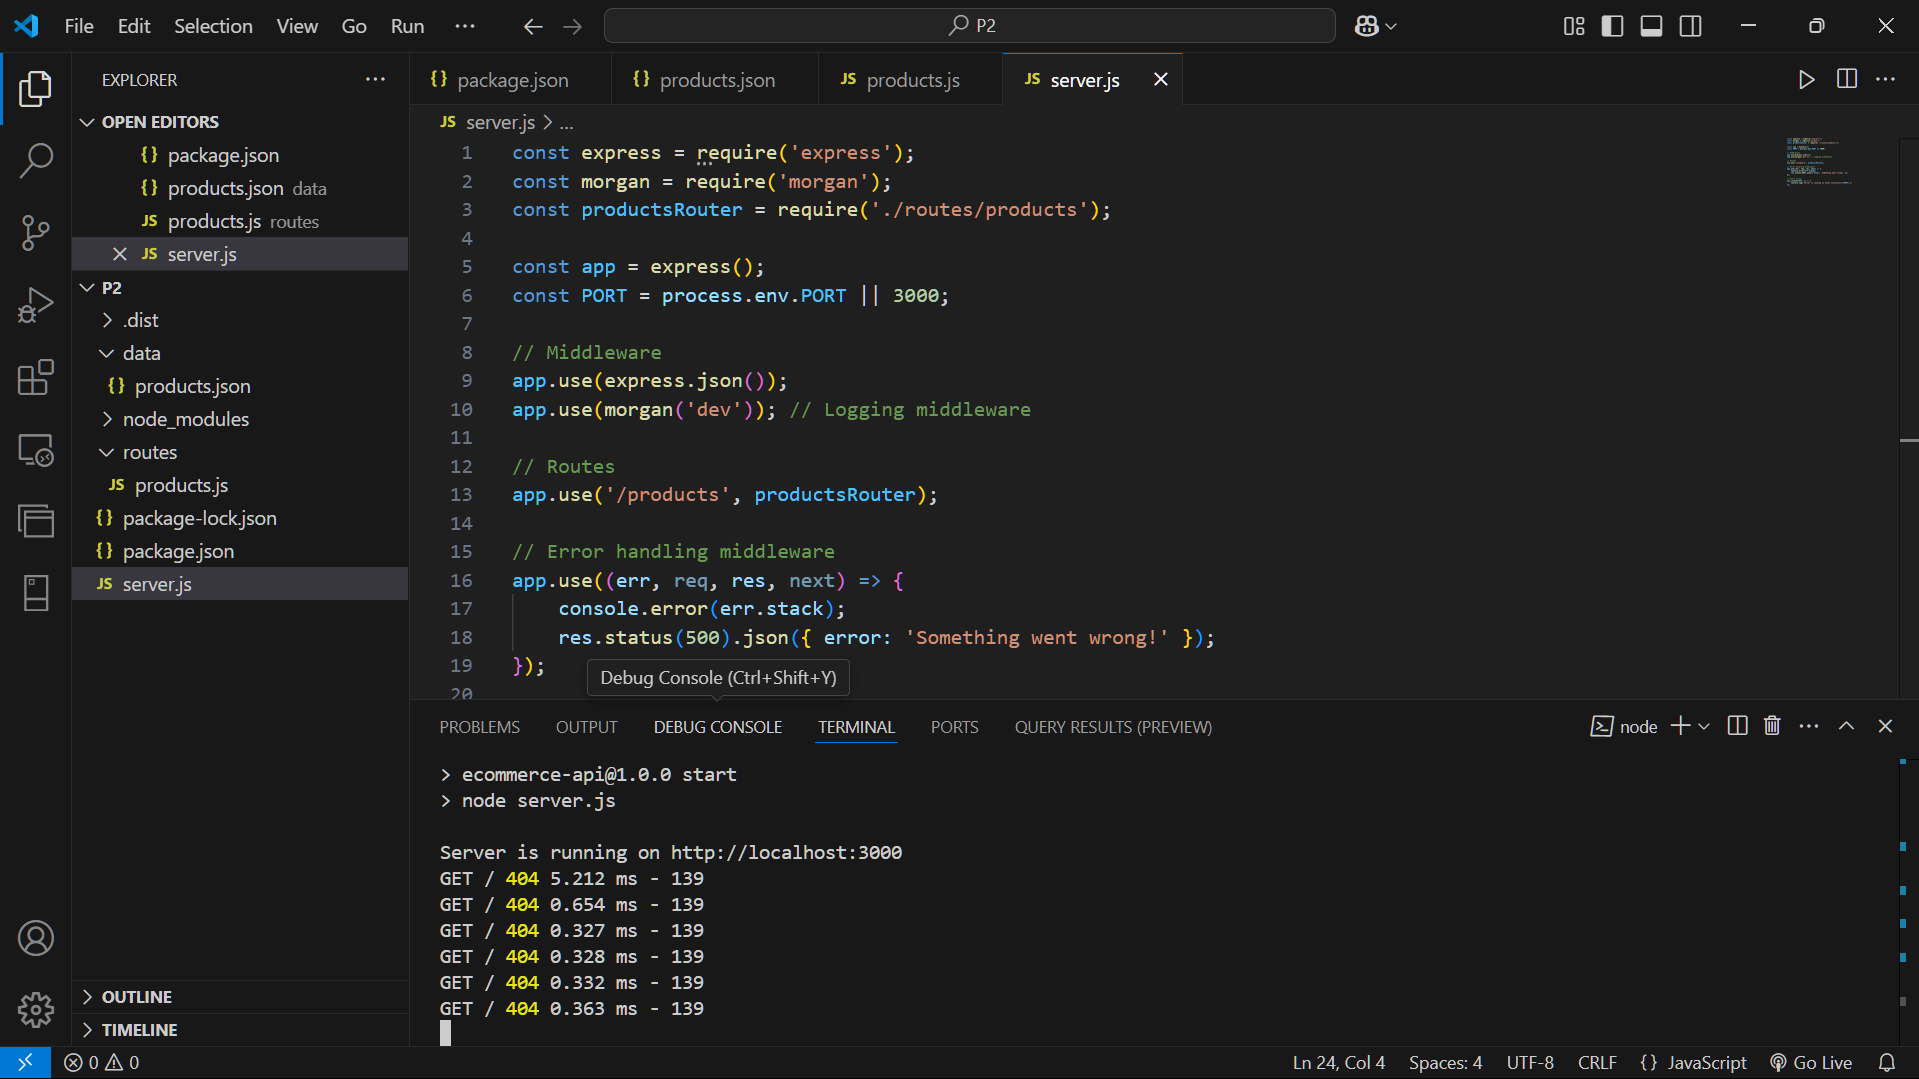 File Edit Selection View Go Run ··· P2
EXPLORER ···
OPEN EDITORS
{} package.json
{} products.json data
JS products.js routes
JS server.js
P2
.dist
data
{} products.json
node_modules
routes
JS products.js
{} package-lock.json
{} package.json
JS server.js
OUTLINE
TIMELINE
{} package.json {} products.json JS products.js JS server.js
JS server.js > ...
1 const express = require('express');
2 const morgan = require('morgan');
3 const productsRouter = require('./routes/products');
4
5 const app = express();
6 const PORT = process.env.PORT || 3000;
7
8 // Middleware
9 app.use(express.json());
10 app.use(morgan('dev')); // Logging middleware
11
12 // Routes
13 app.use('/products', productsRouter);
14
15 // Error handling middleware
16 app.use((err, req, res, next) => {
17 console.error(err.stack);
18 res.status(500).json({ error: 'Something went wrong!' });
19 });
20
Debug Console (Ctrl+Shift+Y)
PROBLEMS OUTPUT DEBUG CONSOLE TERMINAL PORTS QUERY RESULTS (PREVIEW) node
> ecommerce-api@1.0.0 start
> node server.js
Server is running on http://localhost:3000
GET / 404 5.212 ms - 139
GET / 404 0.654 ms - 139
GET / 404 0.327 ms - 139
GET / 404 0.328 ms - 139
GET / 404 0.332 ms - 139
GET / 404 0.363 ms - 139
0 0 Ln 24, Col 4 Spaces: 4 UTF-8 CRLF {} JavaScript Go Live